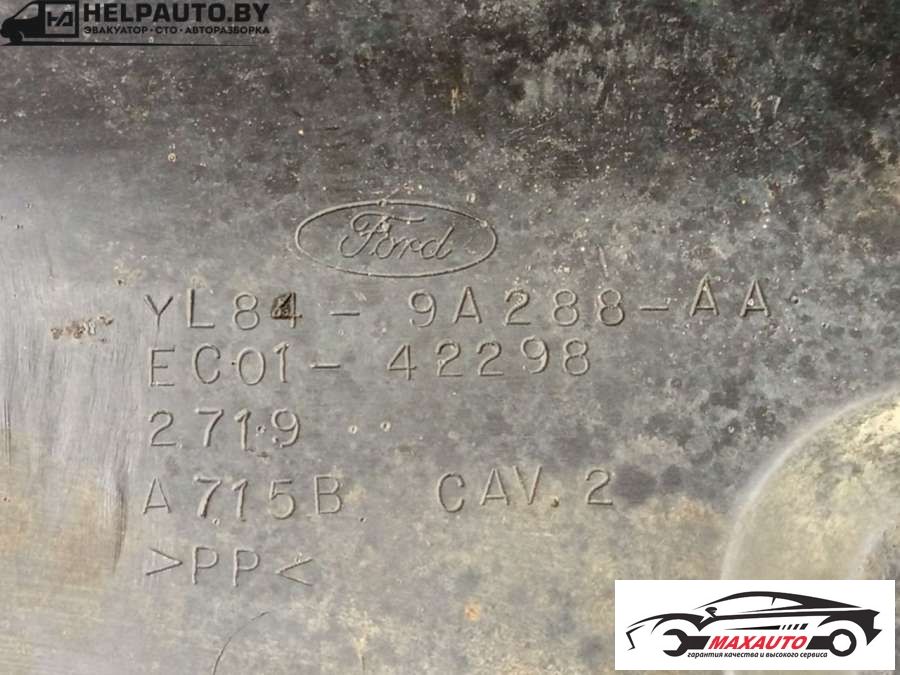 HELPAUTO.BY
ЭВАКУАТОР • СТО • АВТОРАЗБОРКА
Ford
YL84-9A288-AA
EC01-42298
2719
A715B CAV.2
>PP<
MAXAUTO
гарантия качества и высокого сервиса